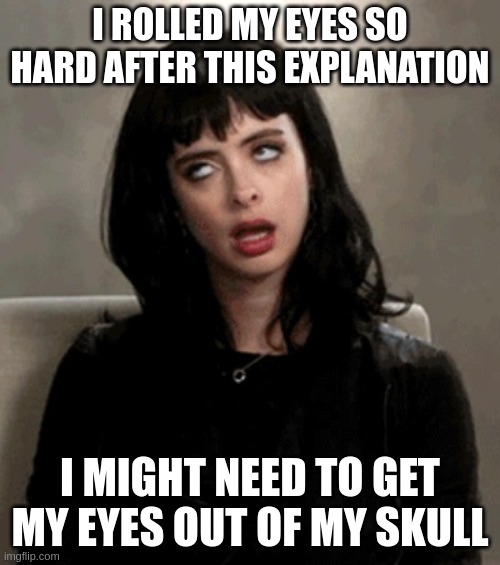 I ROLLED MY EYES SO
HARD AFTER THIS EXPLANATION
I MIGHT NEED TO GET
MY EYES OUT OF MY SKULL
imgflip.com